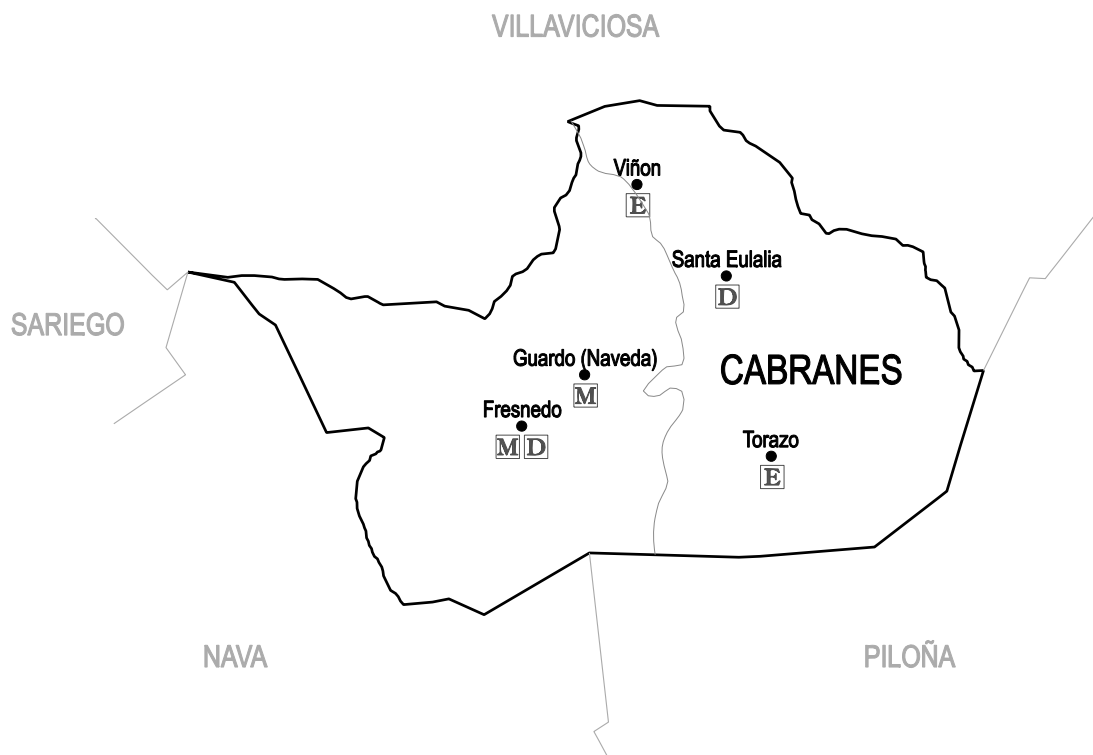 VILLAVICIOSA
Viñon
E
Santa Eulalia
D
SARIEGO
Guardo (Naveda)
M
CABRANES
Fresnedo
M D
Torazo
E
NAVA
PILOÑA